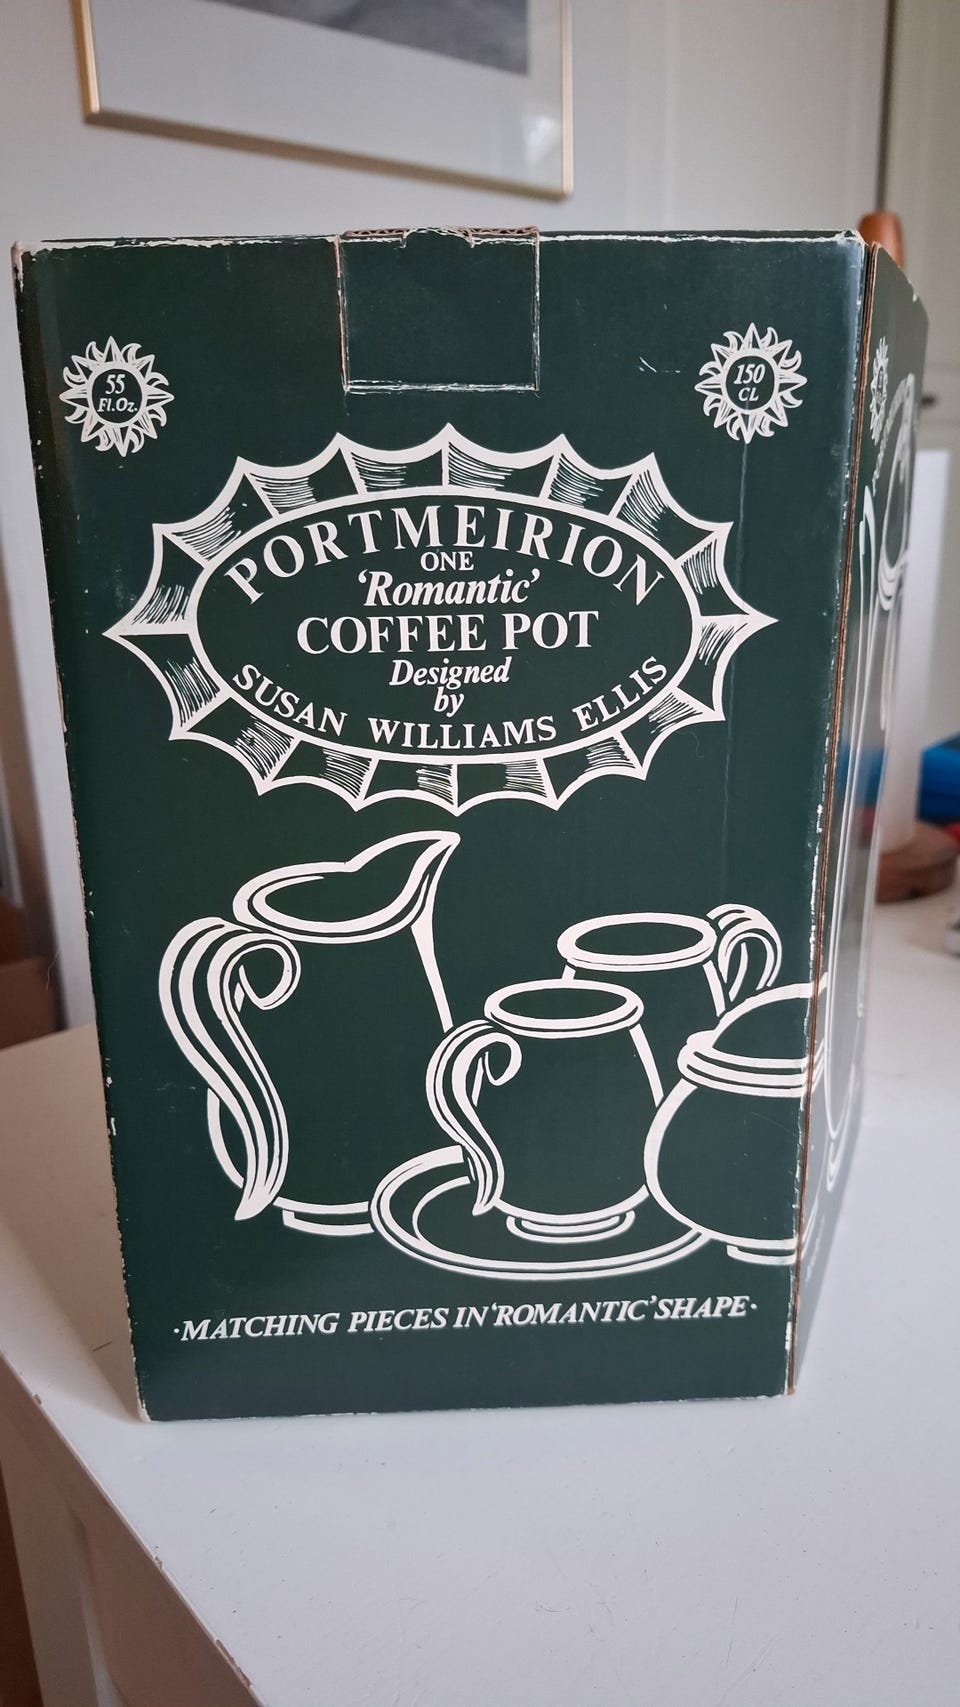 55
Fl.Oz.
150
CL
PORTMEIRION
ONE
'Romantic'
COFFEE POT
Designed
by
SUSAN WILLIAMS ELLIS
·MATCHING PIECES IN 'ROMANTIC' SHAPE·